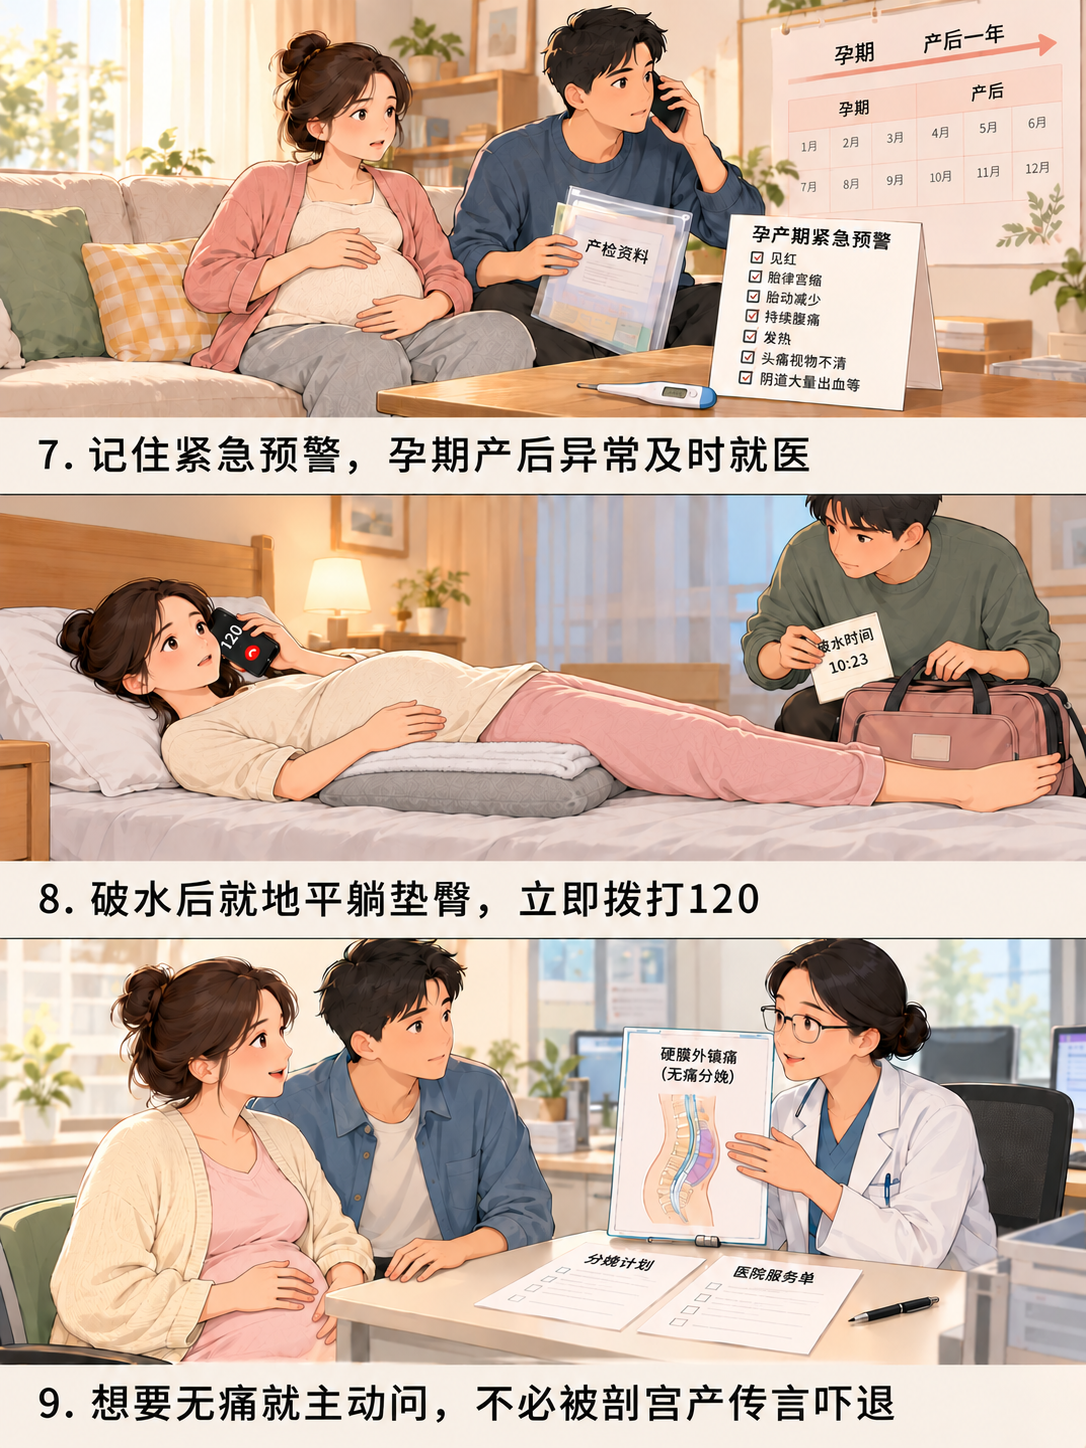 孕期 产后一年
孕期 产后
1月 2月 3月 4月 5月 6月
7月 8月 9月 10月 11月 12月
产检资料
孕产期紧急预警
见红
胎律宫缩
胎动减少
持续腹痛
发热
头痛视物不清
阴道大量出血等
7. 记住紧急预警，孕期产后异常及时就医
120
破水时间
10:23
8. 破水后就地平躺垫臀，立即拨打120
硬膜外镇痛
(无痛分娩)
分娩计划
医院服务单
9. 想要无痛就主动问，不必被剖宫产传言吓退